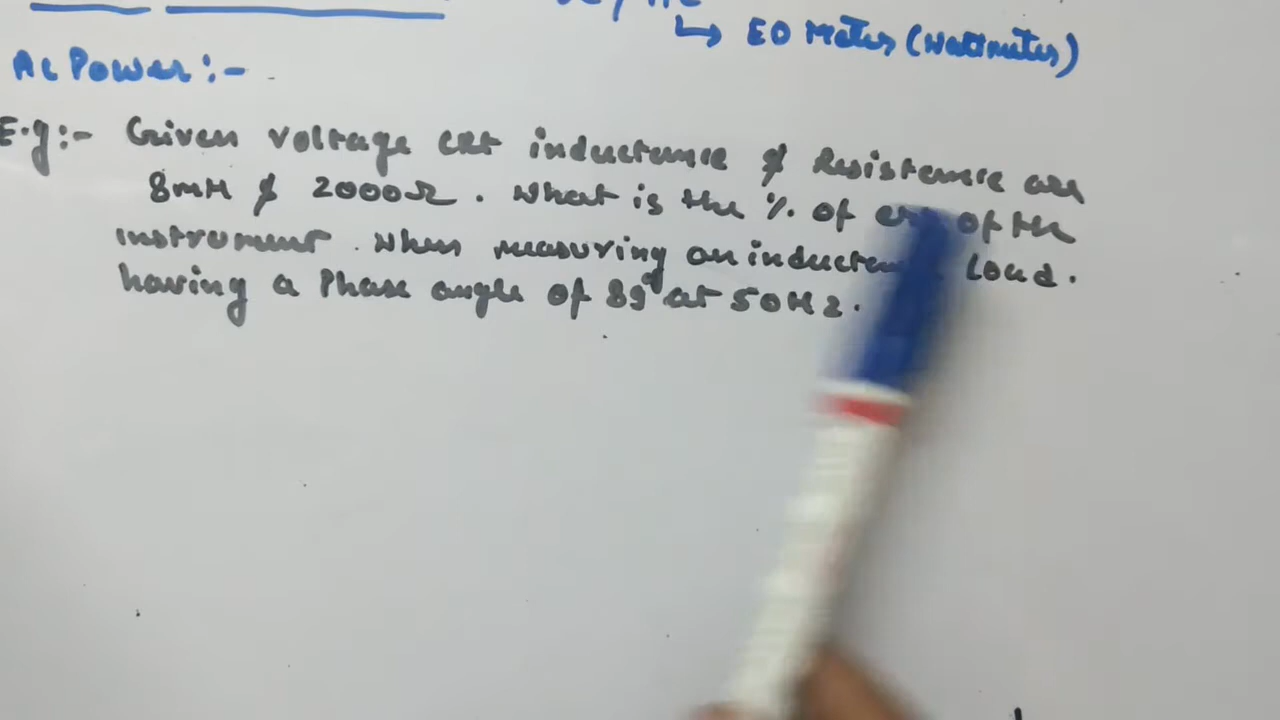 ↳ ED Meter (Wattmeter)
AC Power :-
E.g :- Given voltage ckt inductance & Resistance are
8mH & 2000Ω. What is the % of of the
instrument. When measuring an load.
having a Phase angle of 89° at 50Hz.